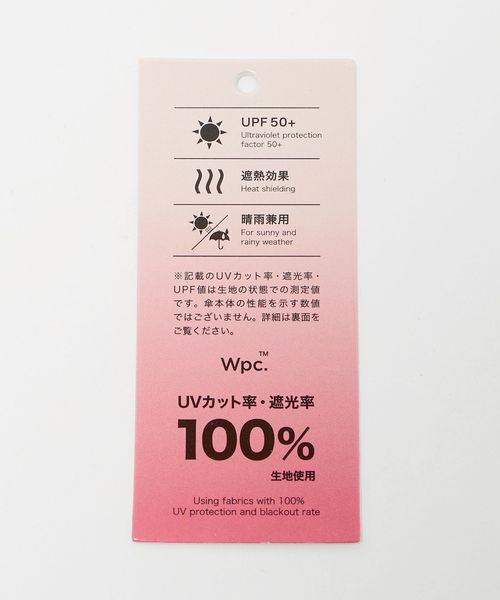 UPF 50+
Ultraviolet protection
factor 50+
遮熱効果
Heat shielding
晴雨兼用
For sunny and
rainy weather
※記載のUVカット率・遮光率・
UPF値は生地の状態での測定値
です。傘本体の性能を示す数値
ではございません。詳細は裏面を
ご覧ください。
Wpc.™
UVカット率・遮光率
100%
生地使用
Using fabrics with 100%
UV protection and blackout rate